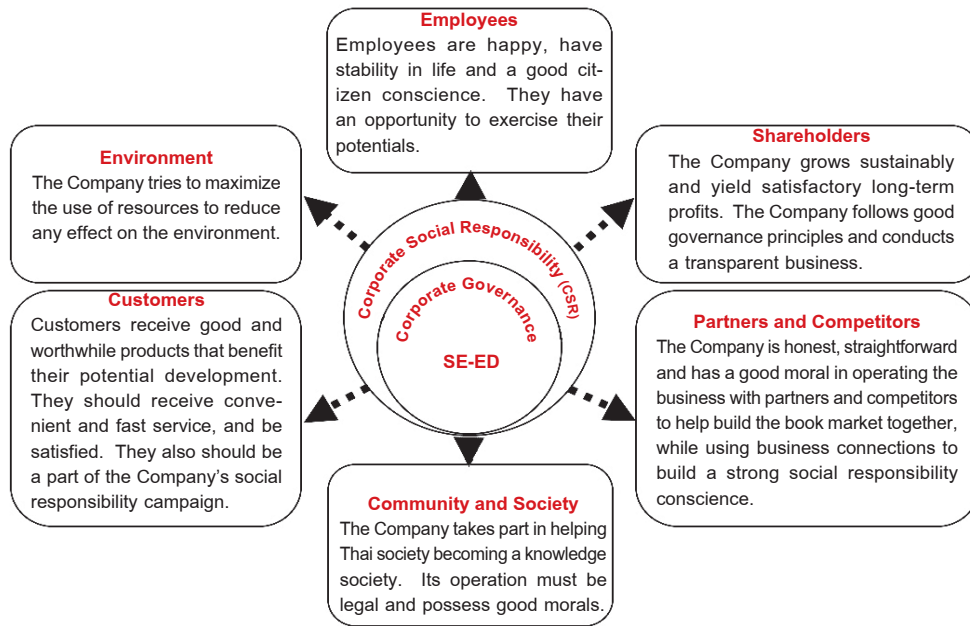 Employees
Employees are happy, have
stability in life and a good cit-
izen conscience. They have
an opportunity to exercise their
potentials.
Environment
The Company tries to maximize
the use of resources to reduce
any effect on the environment.
Shareholders
The Company grows sustainably
and yield satisfactory long-term
profits. The Company follows good
governance principles and conducts
a transparent business.
Corporate Social Responsibility (CSR)
Corporate Governance
SE-ED
Customers
Customers receive good and
worthwhile products that benefit
their potential development.
They should receive conve-
nient and fast service, and be
satisfied. They also should be
a part of the Company's social
responsibility campaign.
Partners and Competitors
The Company is honest, straightforward
and has a good moral in operating the
business with partners and competitors
to help build the book market together,
while using business connections to
build a strong social responsibility
conscience.
Community and Society
The Company takes part in helping
Thai society becoming a knowledge
society. Its operation must be
legal and possess good morals.